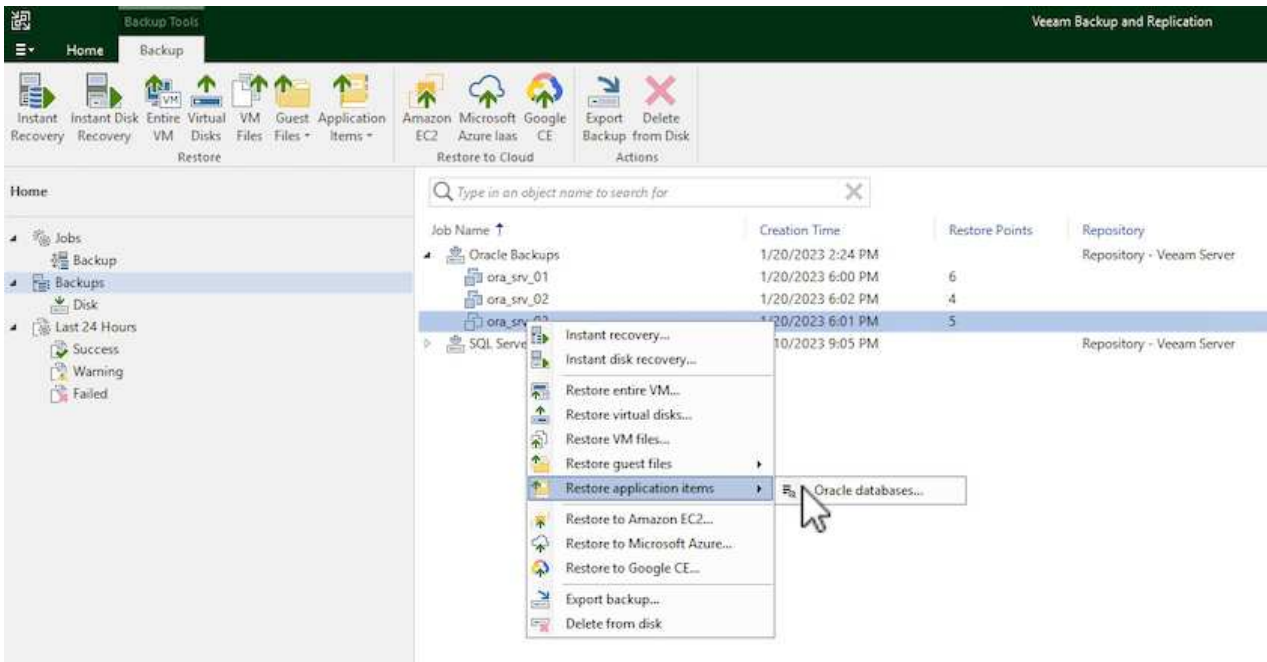 Backup Tools
Veeam Backup and Replication
Home Backup
Instant Recovery
Instant Disk Recovery
Entire VM
Virtual Disks
VM Files
Guest Files
Application Items
Restore
Amazon EC2
Microsoft Azure Iaas
Google CE
Restore to Cloud
Export Backup
Delete from Disk
Actions
Home
Jobs
Backup
Backups
Disk
Last 24 Hours
Success
Warning
Failed
Type in an object name to search for
Job Name Creation Time Restore Points Repository
Oracle Backups 1/20/2023 2:24 PM Repository - Veeam Server
ora_srv_01 1/20/2023 6:00 PM 6
ora_srv_02 1/20/2023 6:02 PM 4
1/20/2023 6:01 PM 5
SQL Serve 10/2023 9:05 PM Repository - Veeam Server
Instant recovery...
Instant disk recovery...
Restore entire VM...
Restore virtual disks...
Restore VM files...
Restore guest files
Restore application items
Oracle databases...
Restore to Amazon EC2...
Restore to Microsoft Azure...
Restore to Google CE...
Export backup...
Delete from disk